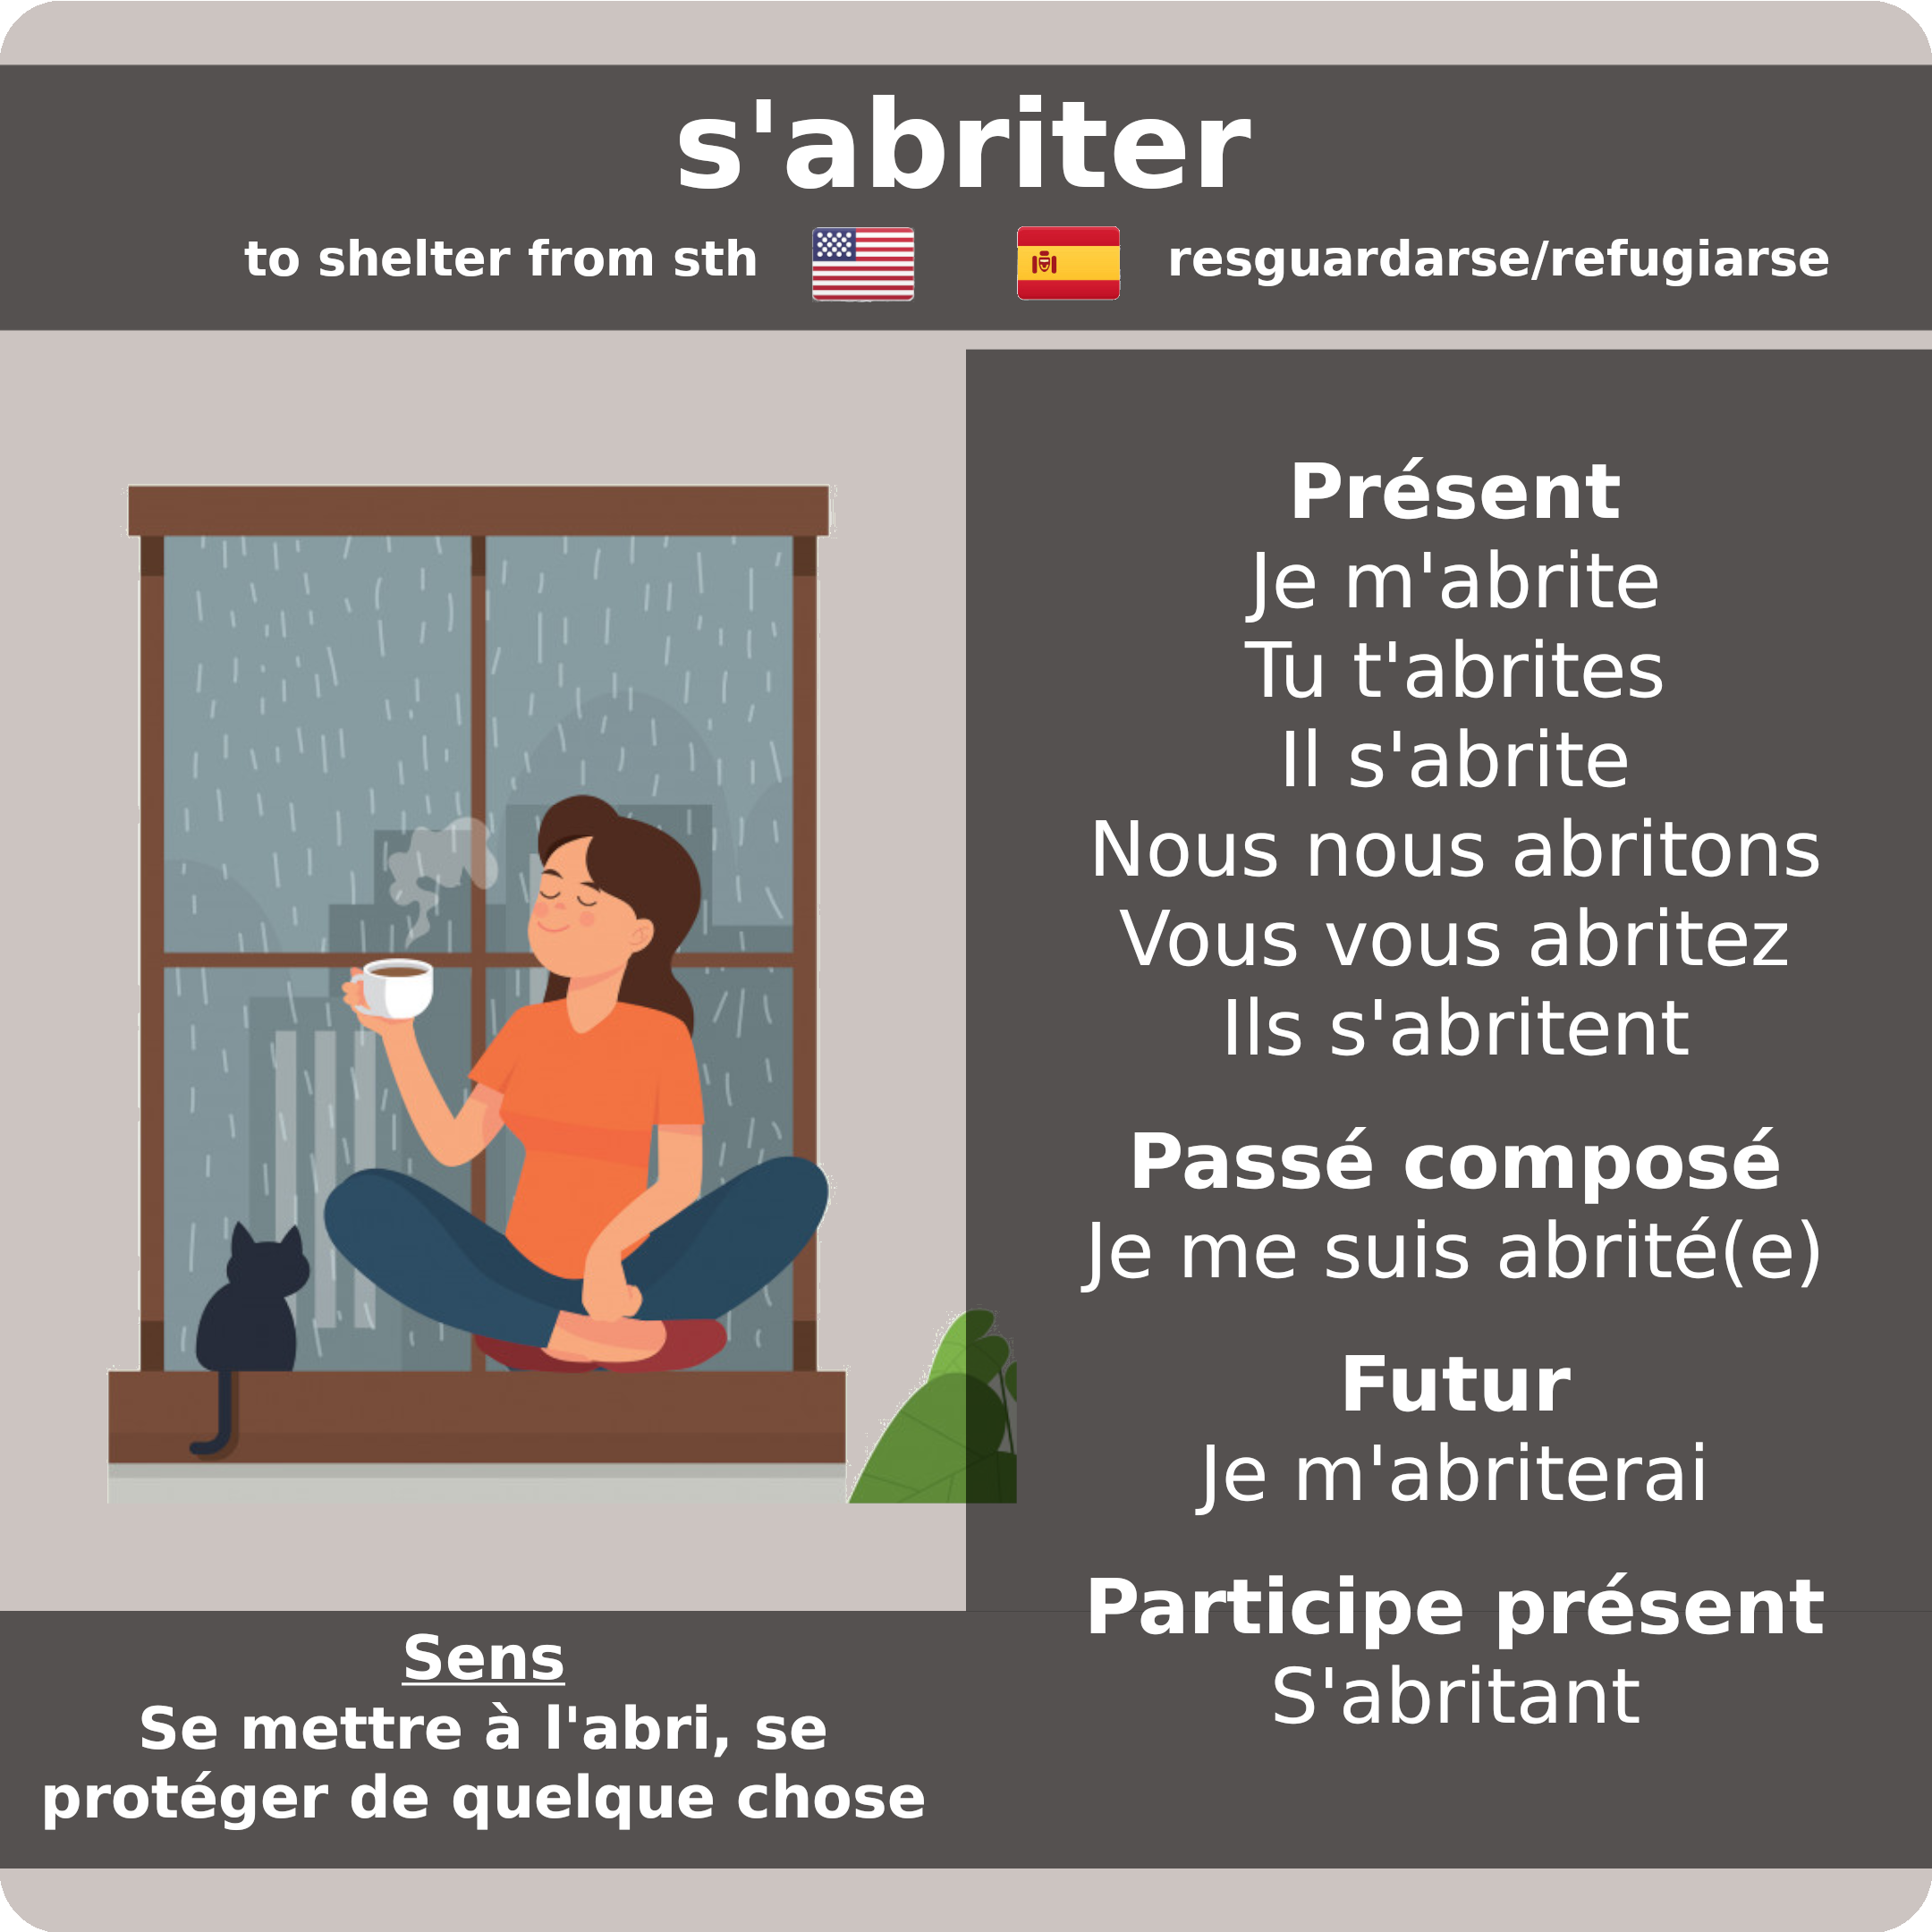 s'abriter
to shelter from sth
resguardarse/refugiarse
Présent
Je m'abrite
Tu t'abrites
Il s'abrite
Nous nous abritons
Vous vous abritez
Ils s'abritent
Passé composé
Je me suis abrité(e)
Futur
Je m'abriterai
Participe présent
S'abritant
Sens
Se mettre à l'abri, se
protéger de quelque chose